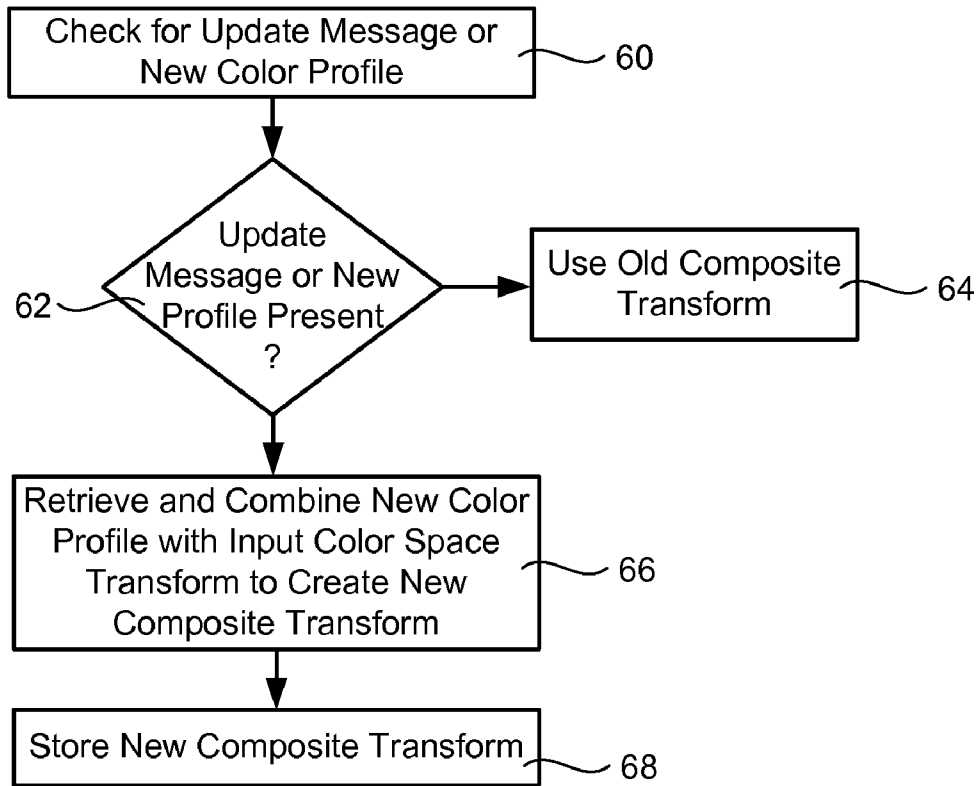 Check for Update Message or
New Color Profile
60
Update
Message or New
Profile Present
?
62
Use Old Composite
Transform
64
Retrieve and Combine New Color
Profile with Input Color Space
Transform to Create New
Composite Transform
66
Store New Composite Transform
68